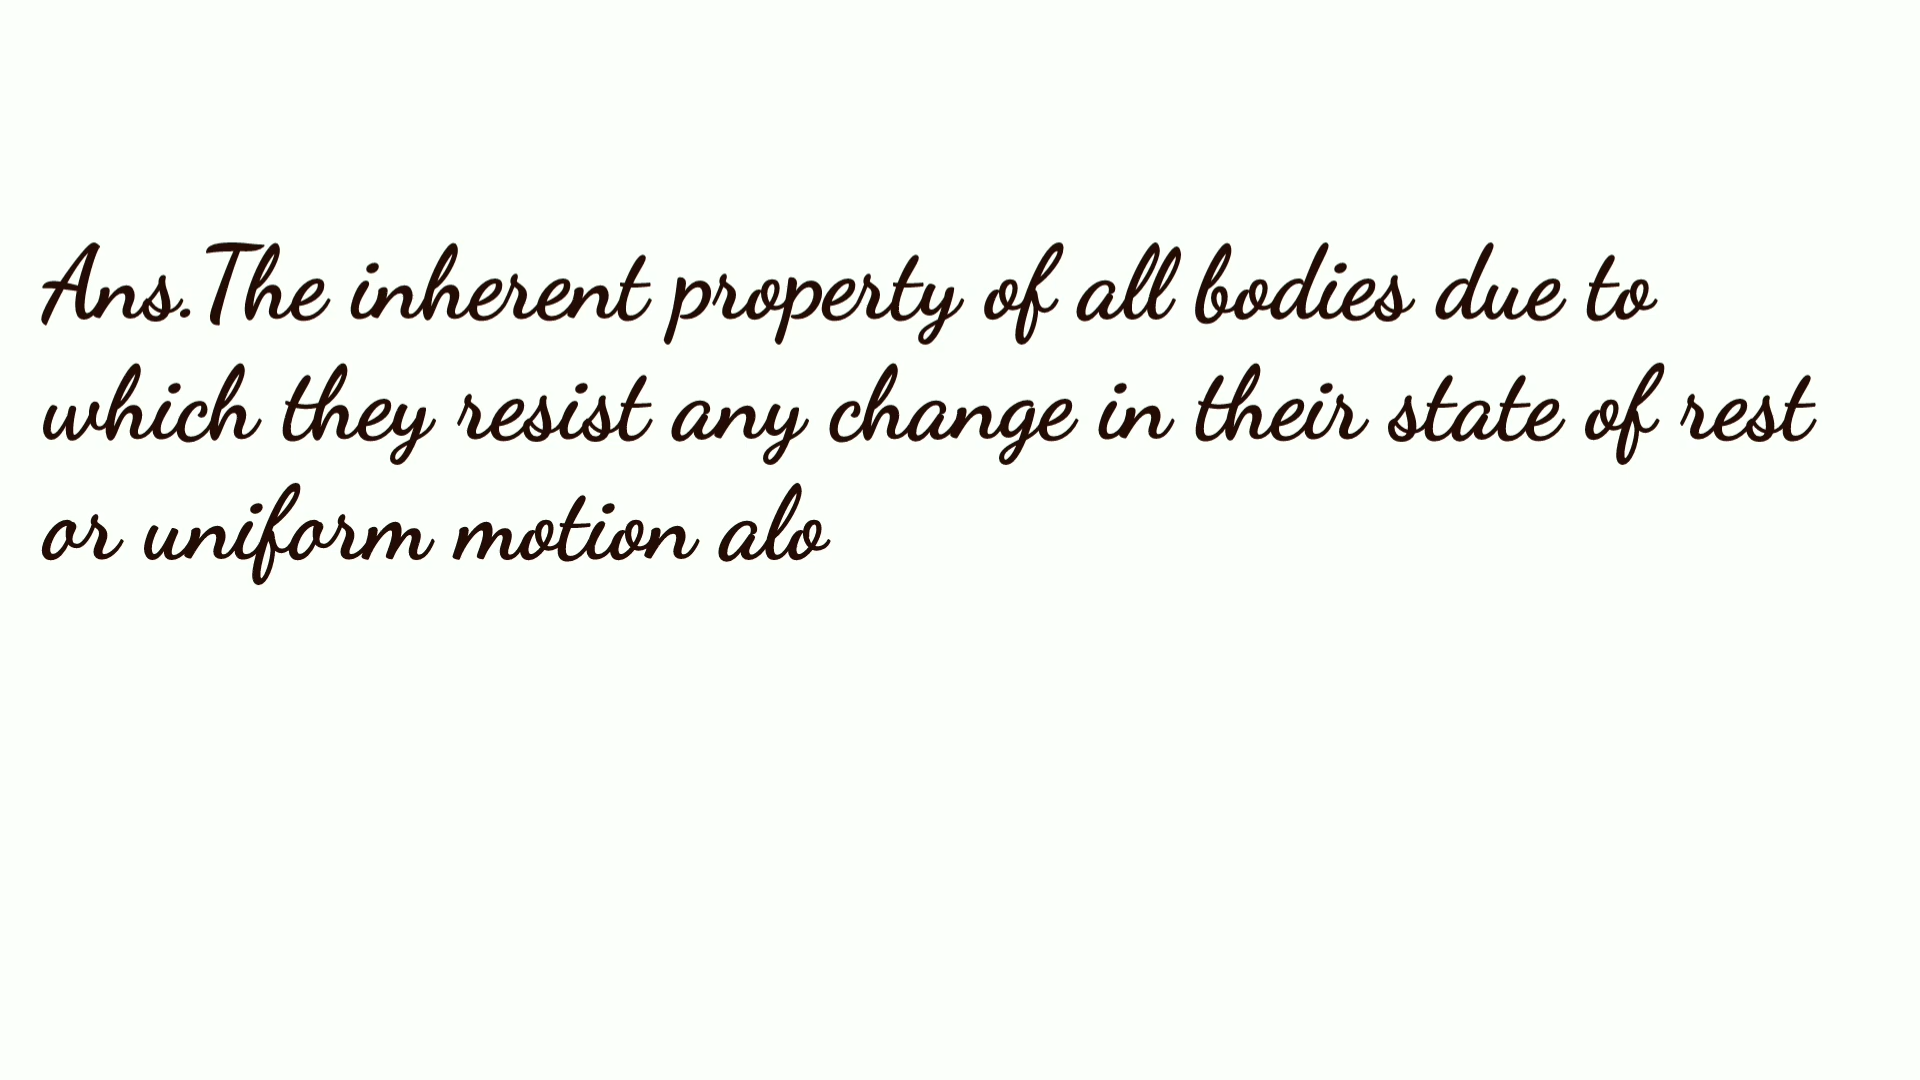 Ans.The inherent property of all bodies due to
which they resist any change in their state of rest
or uniform motion alo